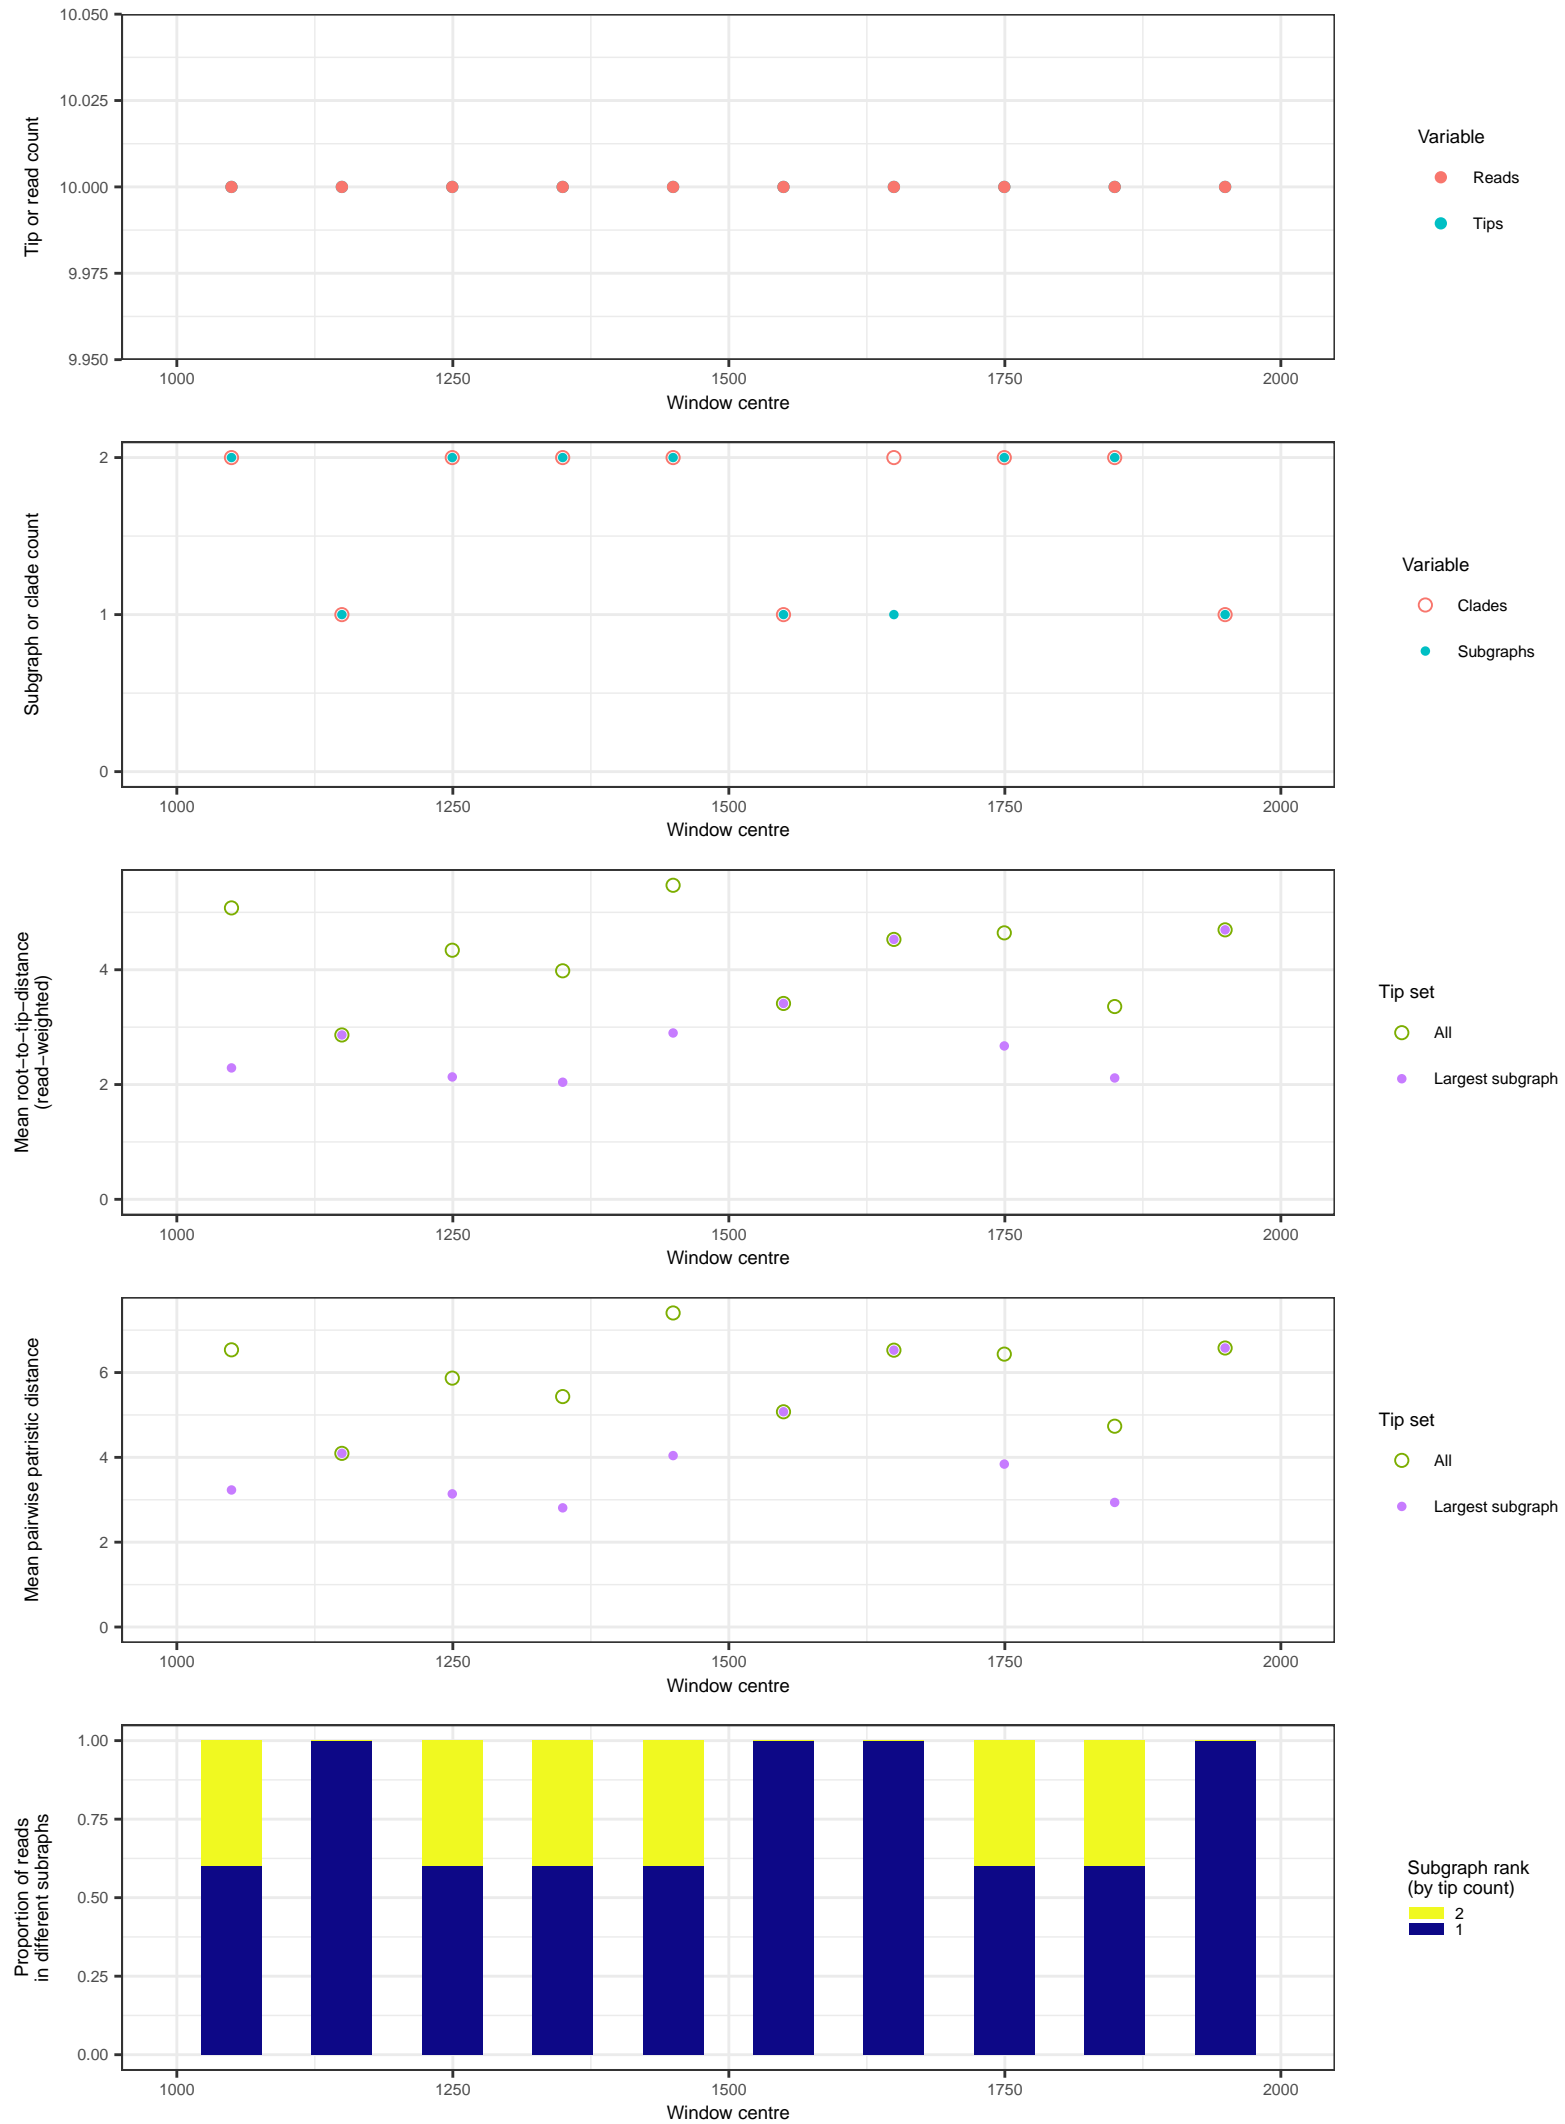 10.050
10.025
10.000
9.975
9.950
Tip or read count
1000 1250 1500 1750 2000
Window centre
Variable
Reads
Tips
2
1
0
Subgraph or clade count
1000 1250 1500 1750 2000
Window centre
Variable
Clades
Subgraphs
4
2
0
Mean root−to−tip−distance
(read−weighted)
1000 1250 1500 1750 2000
Window centre
Tip set
All
Largest subgraph
6
4
2
0
Mean pairwise patristic distance
1000 1250 1500 1750 2000
Window centre
Tip set
All
Largest subgraph
1.00
0.75
0.50
0.25
0.00
Proportion of reads
in different subraphs
1000 1250 1500 1750 2000
Window centre
Subgraph rank
(by tip count)
2
1